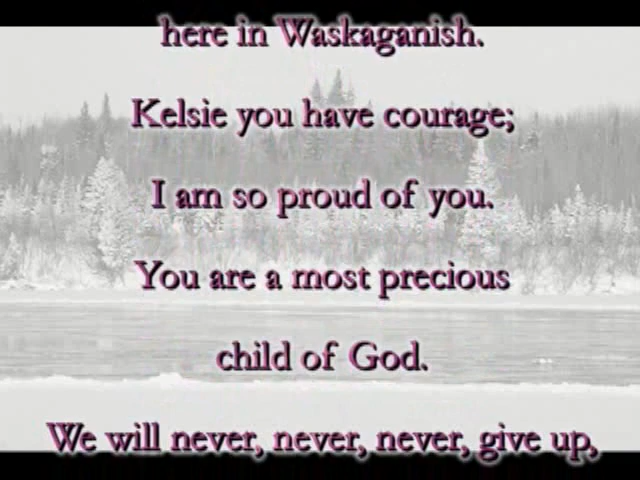 here in Waskaganish.
Kelsie you have courage;
I am so proud of you.
You are a most precious
child of God.
We will never, never, never, give up,